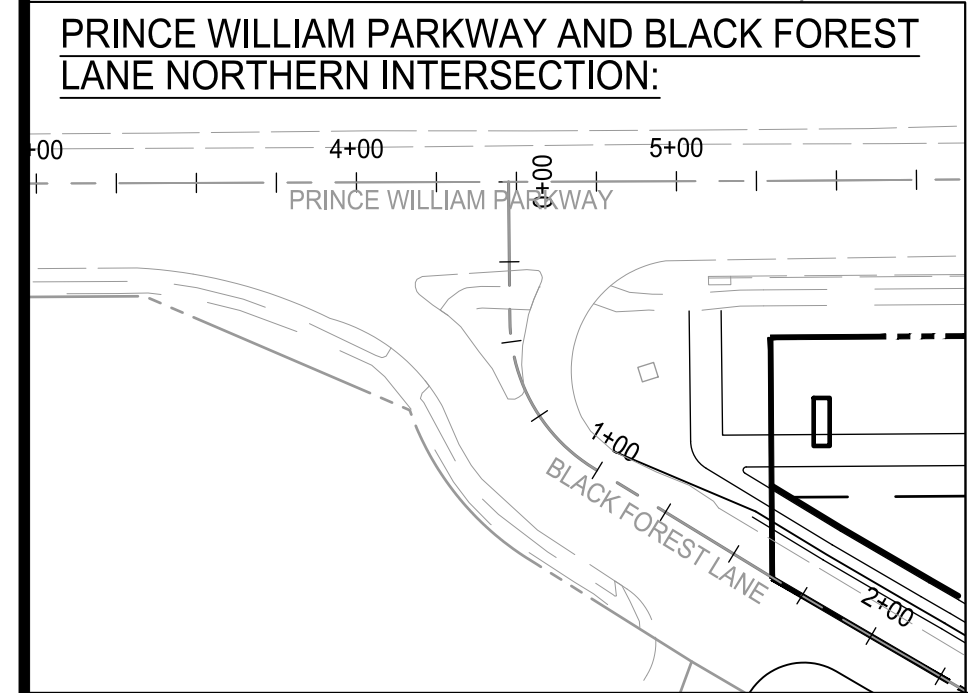 PRINCE WILLIAM PARKWAY AND BLACK FOREST
LANE NORTHERN INTERSECTION:
+00
4+00
5+00
0+00
PRINCE WILLIAM PARKWAY
1+00
BLACK FOREST LANE
2+00